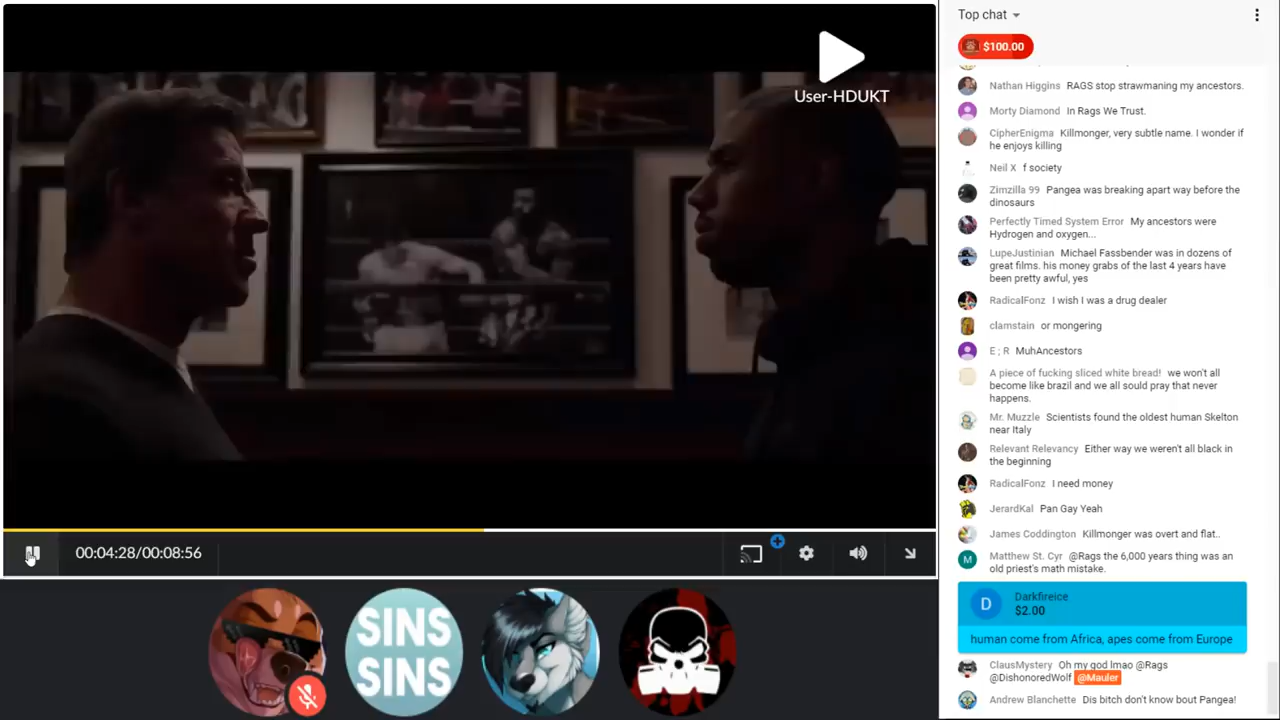 User-HDUKT
00:04:28/00:08:56
SINS
SINS
Top chat
$100.00
Nathan Higgins RAGS stop strawmaning my ancestors.
Morty Diamond In Rags We Trust.
CipherEnigma Killmonger, very subtle name. I wonder if
he enjoys killing
Neil X f society
Zimzilla 99 Pangea was breaking apart way before the
dinosaurs
Perfectly Timed System Error My ancestors were
Hydrogen and oxygen...
LupeJustinian Michael Fassbender was in dozens of
great films. his money grabs of the last 4 years have
been pretty awful, yes
RadicalFonz I wish I was a drug dealer
clamstain or mongering
E ; R MuhAncestors
A piece of fucking sliced white bread! we won't all
become like brazil and we all sould pray that never
happens.
Mr. Muzzle Scientists found the oldest human Skelton
near Italy
Relevant Relevancy Either way we weren't all black in
the beginning
RadicalFonz I need money
JerardKal Pan Gay Yeah
James Coddington Killmonger was overt and flat..
M
Matthew St. Cyr @Rags the 6,000 years thing was an
old priest's math mistake.
D
Darkfireice
$2.00
human come from Africa, apes come from Europe
ClausMystery Oh my god lmao @Rags
@DishonoredWolf @Mauler
Andrew Blanchette Dis bitch don't know bout Pangea!